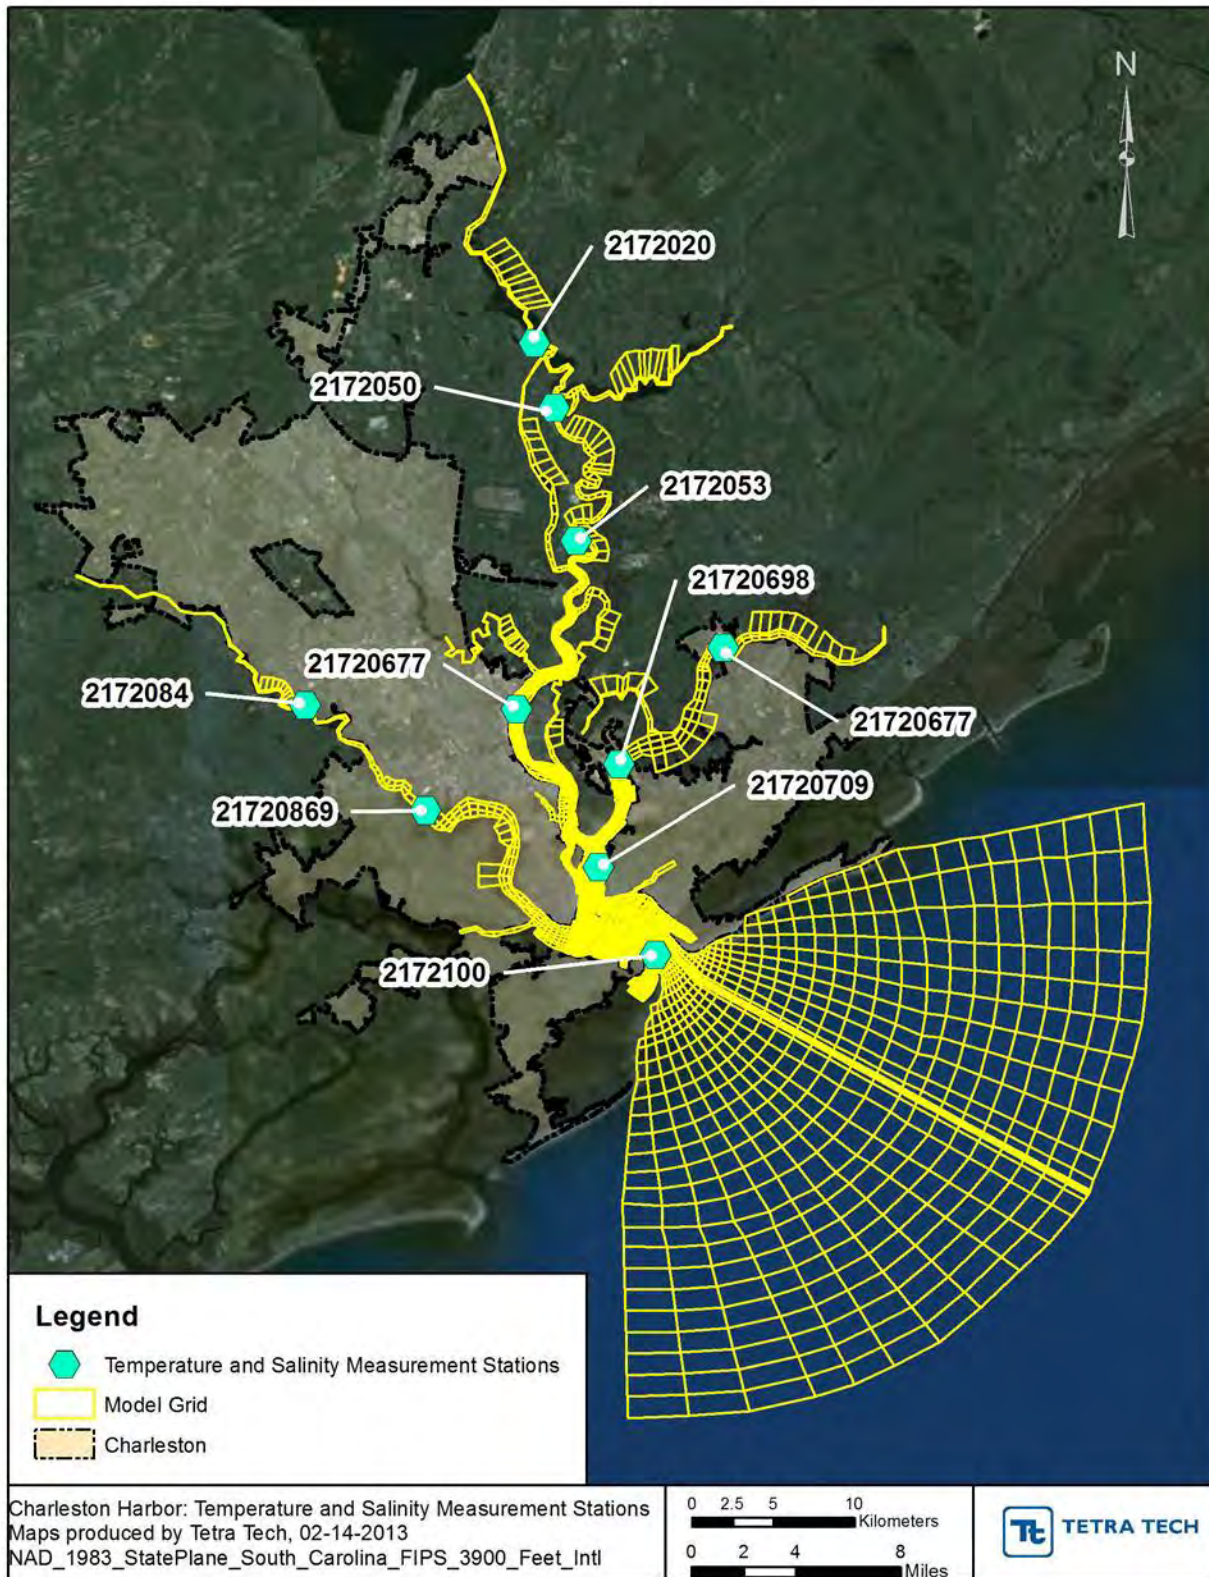 N
2172020
2172050
2172053
21720698
21720677
2172084
21720677
21720709
21720869
2172100
Legend
Temperature and Salinity Measurement Stations
Model Grid
Charleston
Charleston Harbor: Temperature and Salinity Measurement Stations
Maps produced by Tetra Tech, 02-14-2013
NAD_1983_StatePlane_South_Carolina_FIPS_3900_Feet_Intl
0 2.5 5 10
Kilometers
0 2 4 8
Miles
Tt TETRA TECH